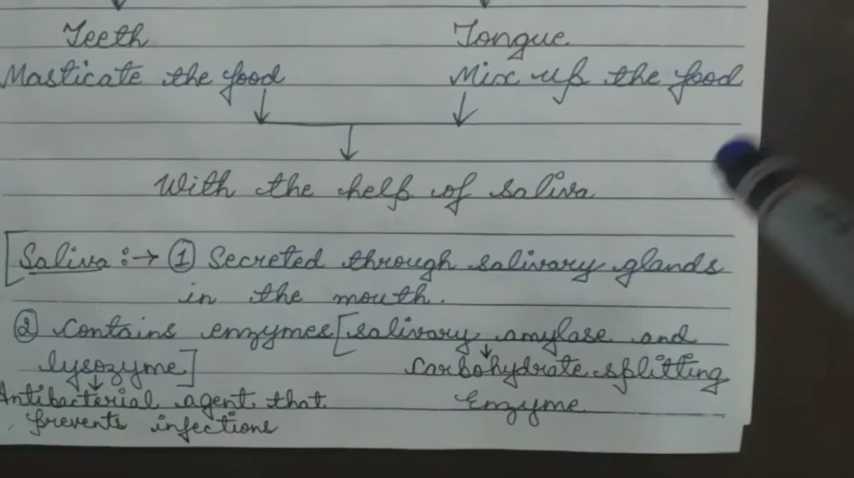 Teeth Tongue
Masticate the food Mix up the food
With the help of saliva
[Saliva :→ ① Secreted through salivary glands
in the mouth.
② Contains enzymes [salivary amylase and
lysozyme] Carbohydrate splitting
Antibacterial agent that Enzyme
prevents infections